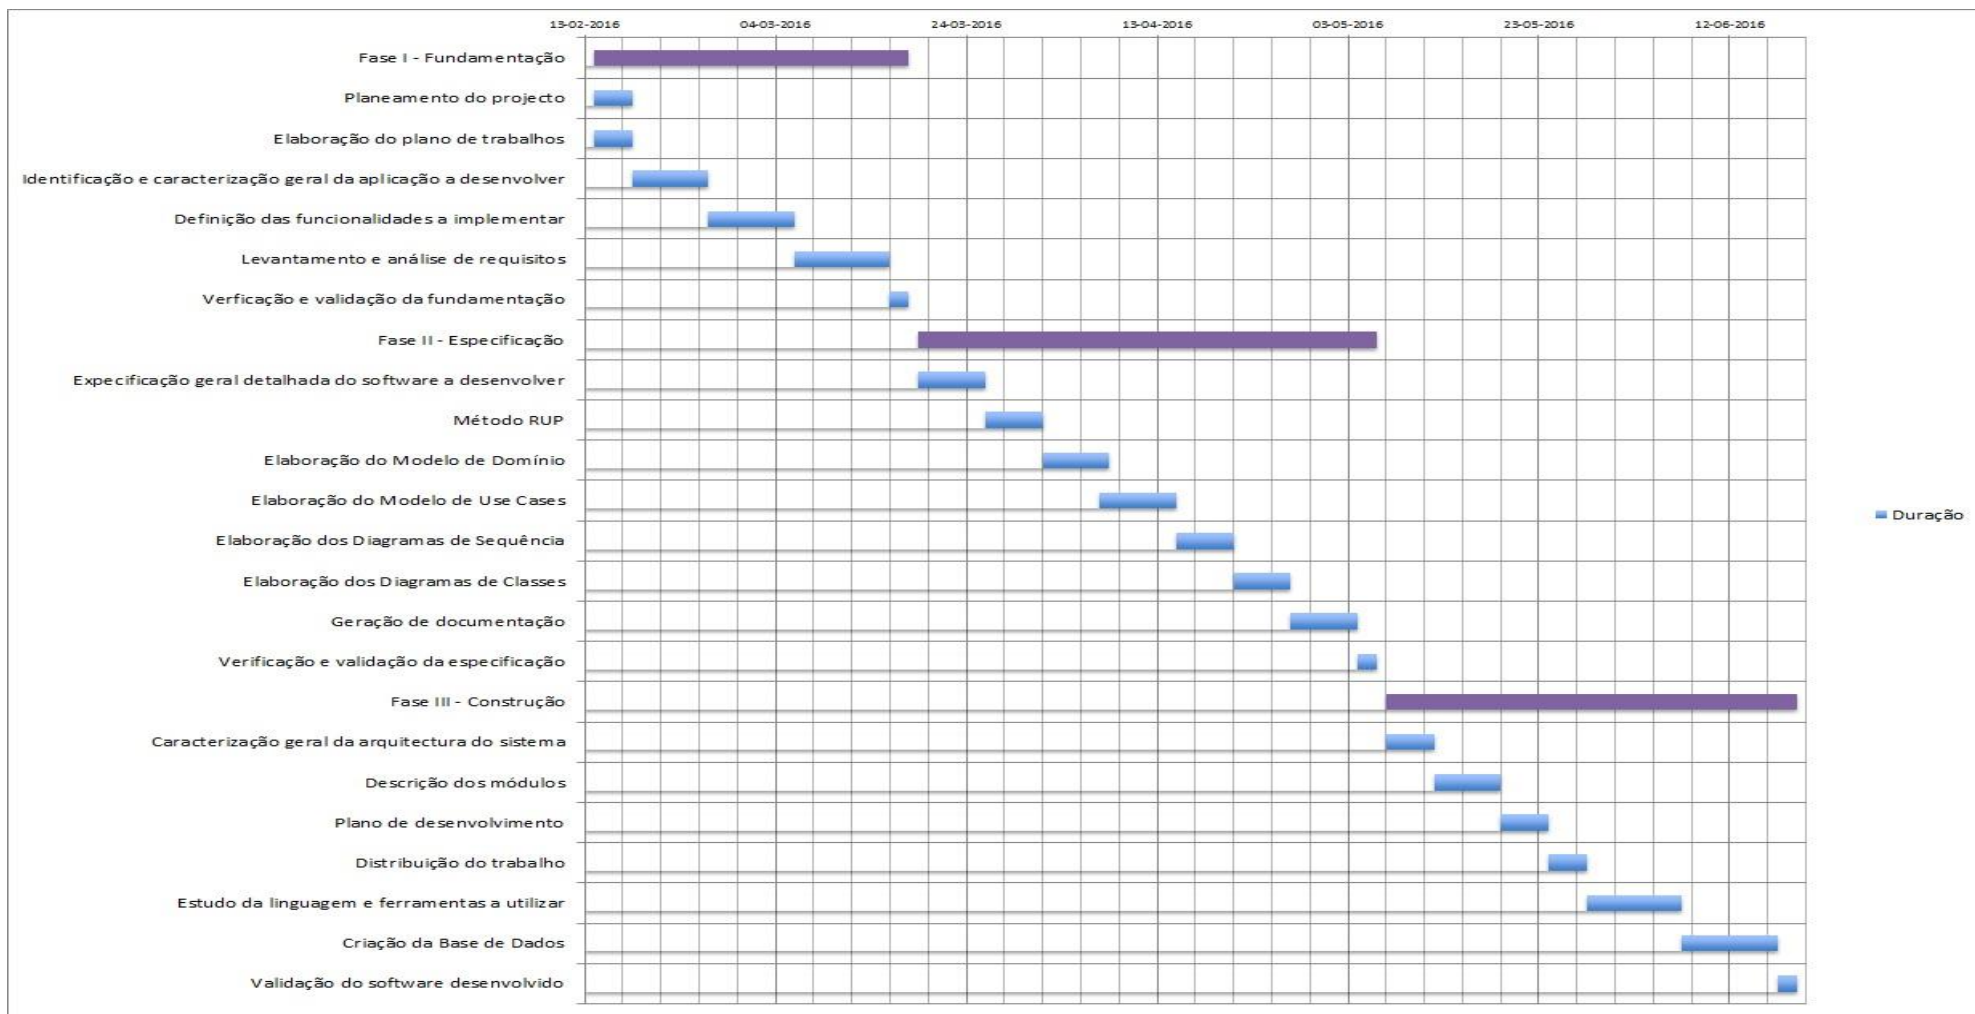 13-02-2016 04-03-2016 24-03-2016 13-04-2016 03-05-2016 23-05-2016 12-06-2016
Fase I - Fundamentação
Planeamento do projecto
Elaboração do plano de trabalhos
Identificação e caracterização geral da aplicação a desenvolver
Definição das funcionalidades a implementar
Levantamento e análise de requisitos
Verficação e validação da fundamentação
Fase II - Especificação
Expecificação geral detalhada do software a desenvolver
Método RUP
Elaboração do Modelo de Domínio
Elaboração do Modelo de Use Cases
Duração
Elaboração dos Diagramas de Sequência
Elaboração dos Diagramas de Classes
Geração de documentação
Verificação e validação da especificação
Fase III - Construção
Caracterização geral da arquitectura do sistema
Descrição dos módulos
Plano de desenvolvimento
Distribuição do trabalho
Estudo da linguagem e ferramentas a utilizar
Criação da Base de Dados
Validação do software desenvolvido